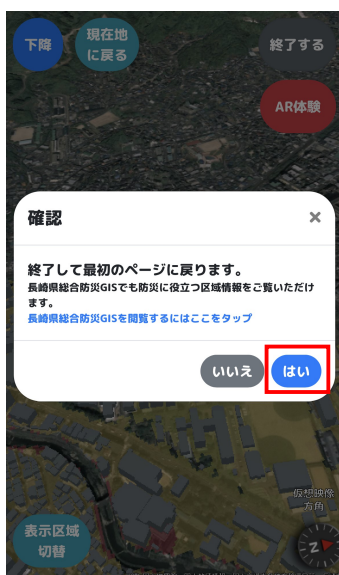 下降
現在地
に戻る
終了する
AR体験
確認
×
終了して最初のページに戻ります。
長崎県総合防災GISでも防災に役立つ区域情報をご覧いただけ
ます。
長崎県総合防災GISを閲覧するにはここをタップ
いいえ
はい
仮想映像
方角
表示区域
切替
N